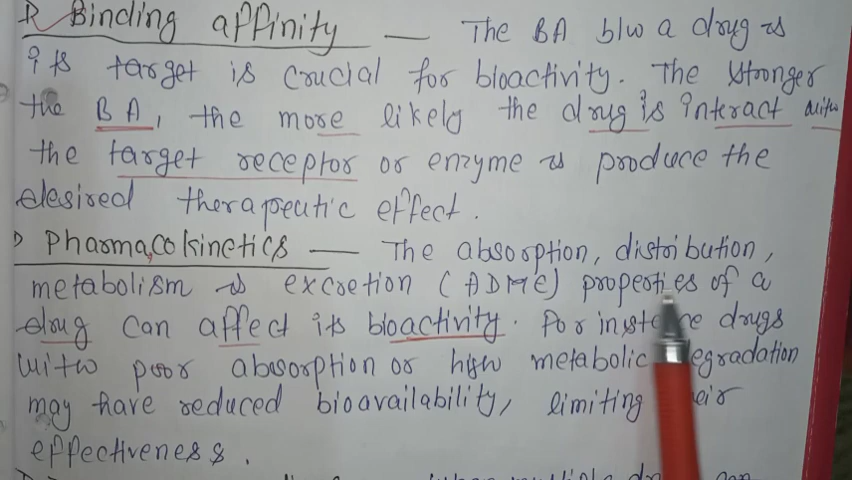 Binding affinity — The BA b/w a drug &
its target is crucial for bioactivity. The stronger
the BA, the more likely the drug is interact with
the target receptor or enzyme & produce the
desired therapeutic effect.
Pharmacokinetics — The absorption, distribution,
metabolism & excretion (ADME) properties of a
drug can affect its bioactivity. For drugs
with poor absorption or high metabolic
may have reduced bioavailability, limiting
effectiveness.